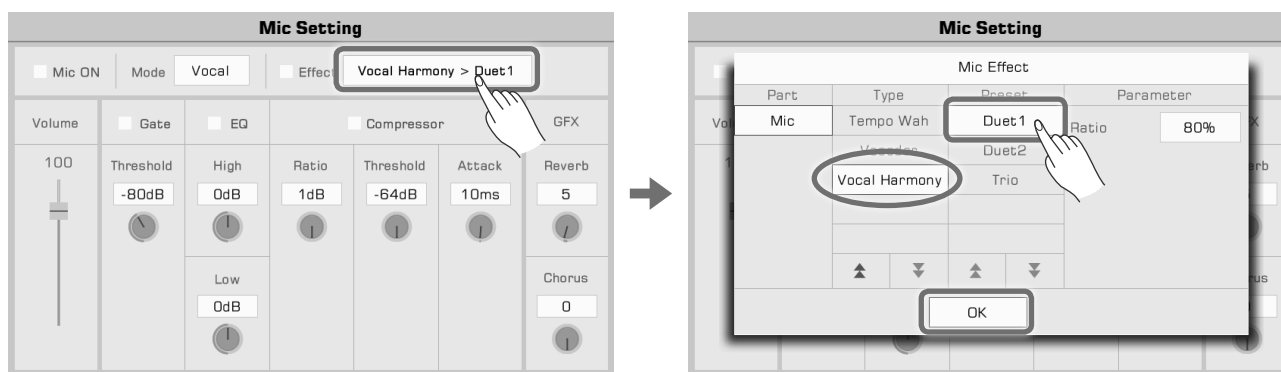 Mic Setting
Mic ON Mode Vocal Effect Vocal Harmony > Duet1
Volume Gate EQ Compressor GFX
100 Threshold High Ratio Threshold Attack Reverb
-80dB 0dB 1dB -64dB 10ms 5
Low Chorus
0dB 0
Mic Setting
Mic Effect
Part Type Preset Parameter
Mic Tempo Wah Duet1 Ratio 80%
Vocoder Duet2
Vocal Harmony Trio
OK